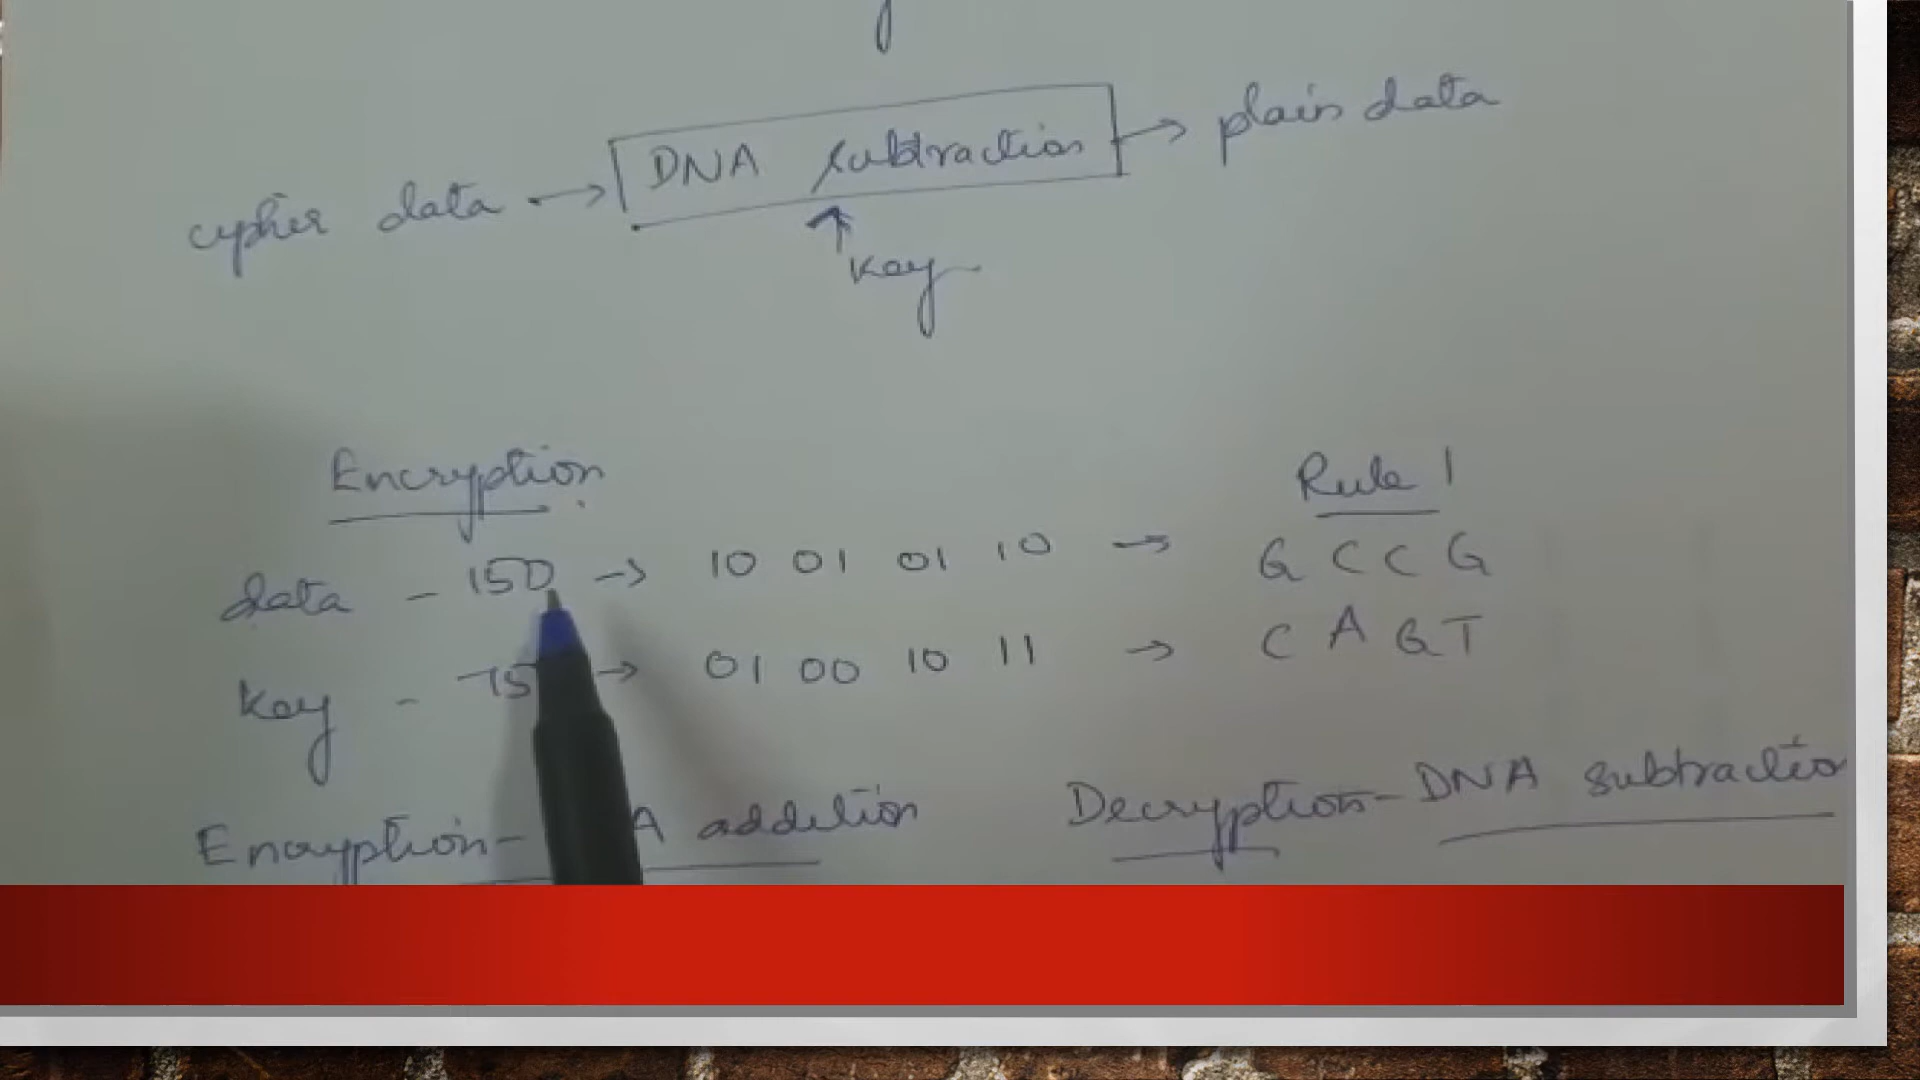 cypher data → DNA subtraction → plain data
↑
Key
Encryption
Rule 1
data - 150 → 10 01 01 10 → G C C G
Key - 75 → 01 00 10 11 → C A G T
Encryption- A addition Decryption- DNA subtractio